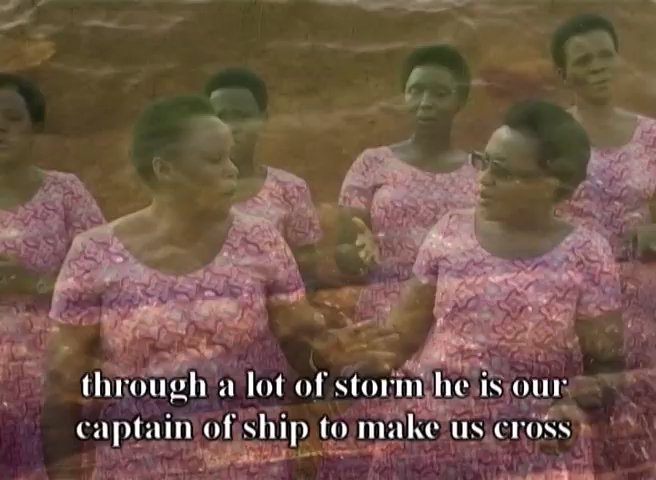 through a lot of storm he is our
captain of ship to make us cross